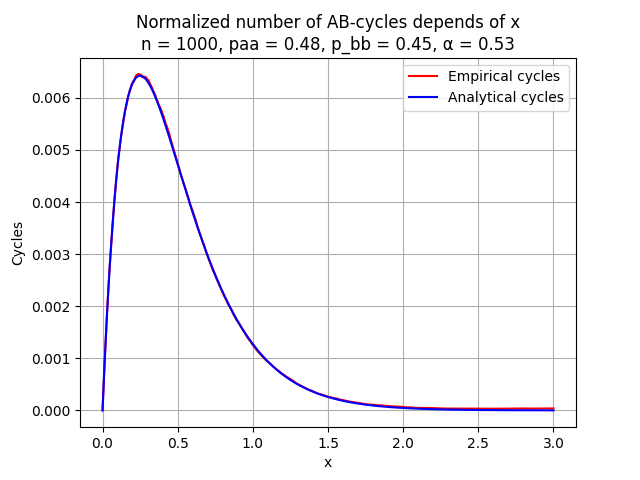 Normalized number of AB-cycles depends of x
n = 1000, paa = 0.48, p_bb = 0.45, α = 0.53
Empirical cycles
Analytical cycles
Cycles
0.006
0.005
0.004
0.003
0.002
0.001
0.000
0.0 0.5 1.0 1.5 2.0 2.5 3.0
x